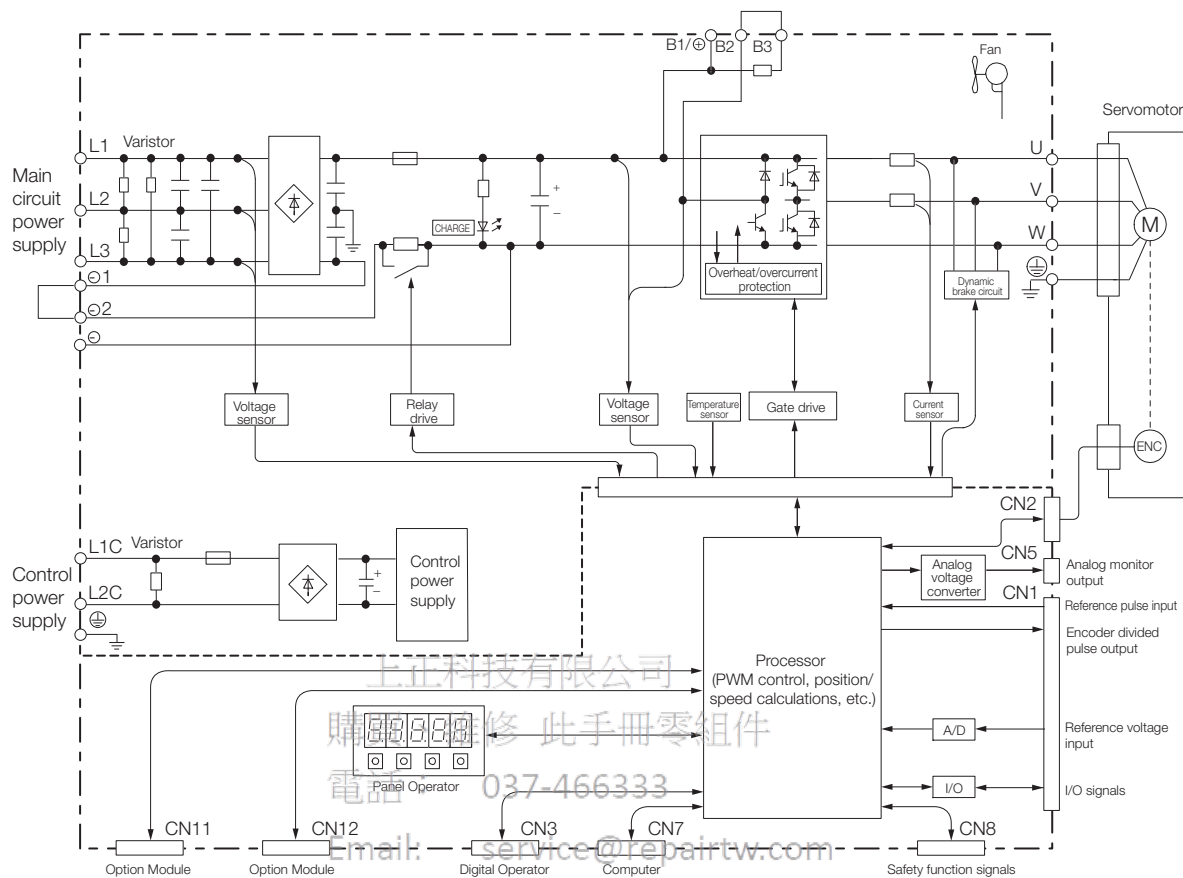 B1/⊕ B2 B3
Fan
Servomotor
L1 Varistor
U
Main
circuit
power
supply
L2
V
CHARGE
+
–
W
M
L3
⊖1
Overheat/overcurrent
protection
Dynamic
brake circuit
⊖2
⊖
Voltage
sensor
Relay
drive
Voltage
sensor
Temperature
sensor
Gate drive
Current
sensor
ENC
CN2
L1C Varistor
Control
power
supply
L2C
+
–
Control
power
supply
Analog
voltage
converter
CN5
Analog monitor
output
CN1
Reference pulse input
Encoder divided
pulse output
Processor
(PWM control, position/
speed calculations, etc.)
A/D
Reference voltage
input
I/O
I/O signals
上正科技有限公司
購買、維修 此手冊零組件
電話： 037-466333
Email: service@repairtw.com
88888
Panel Operator
CN11
Option Module
CN12
Option Module
CN3
Digital Operator
CN7
Computer
CN8
Safety function signals